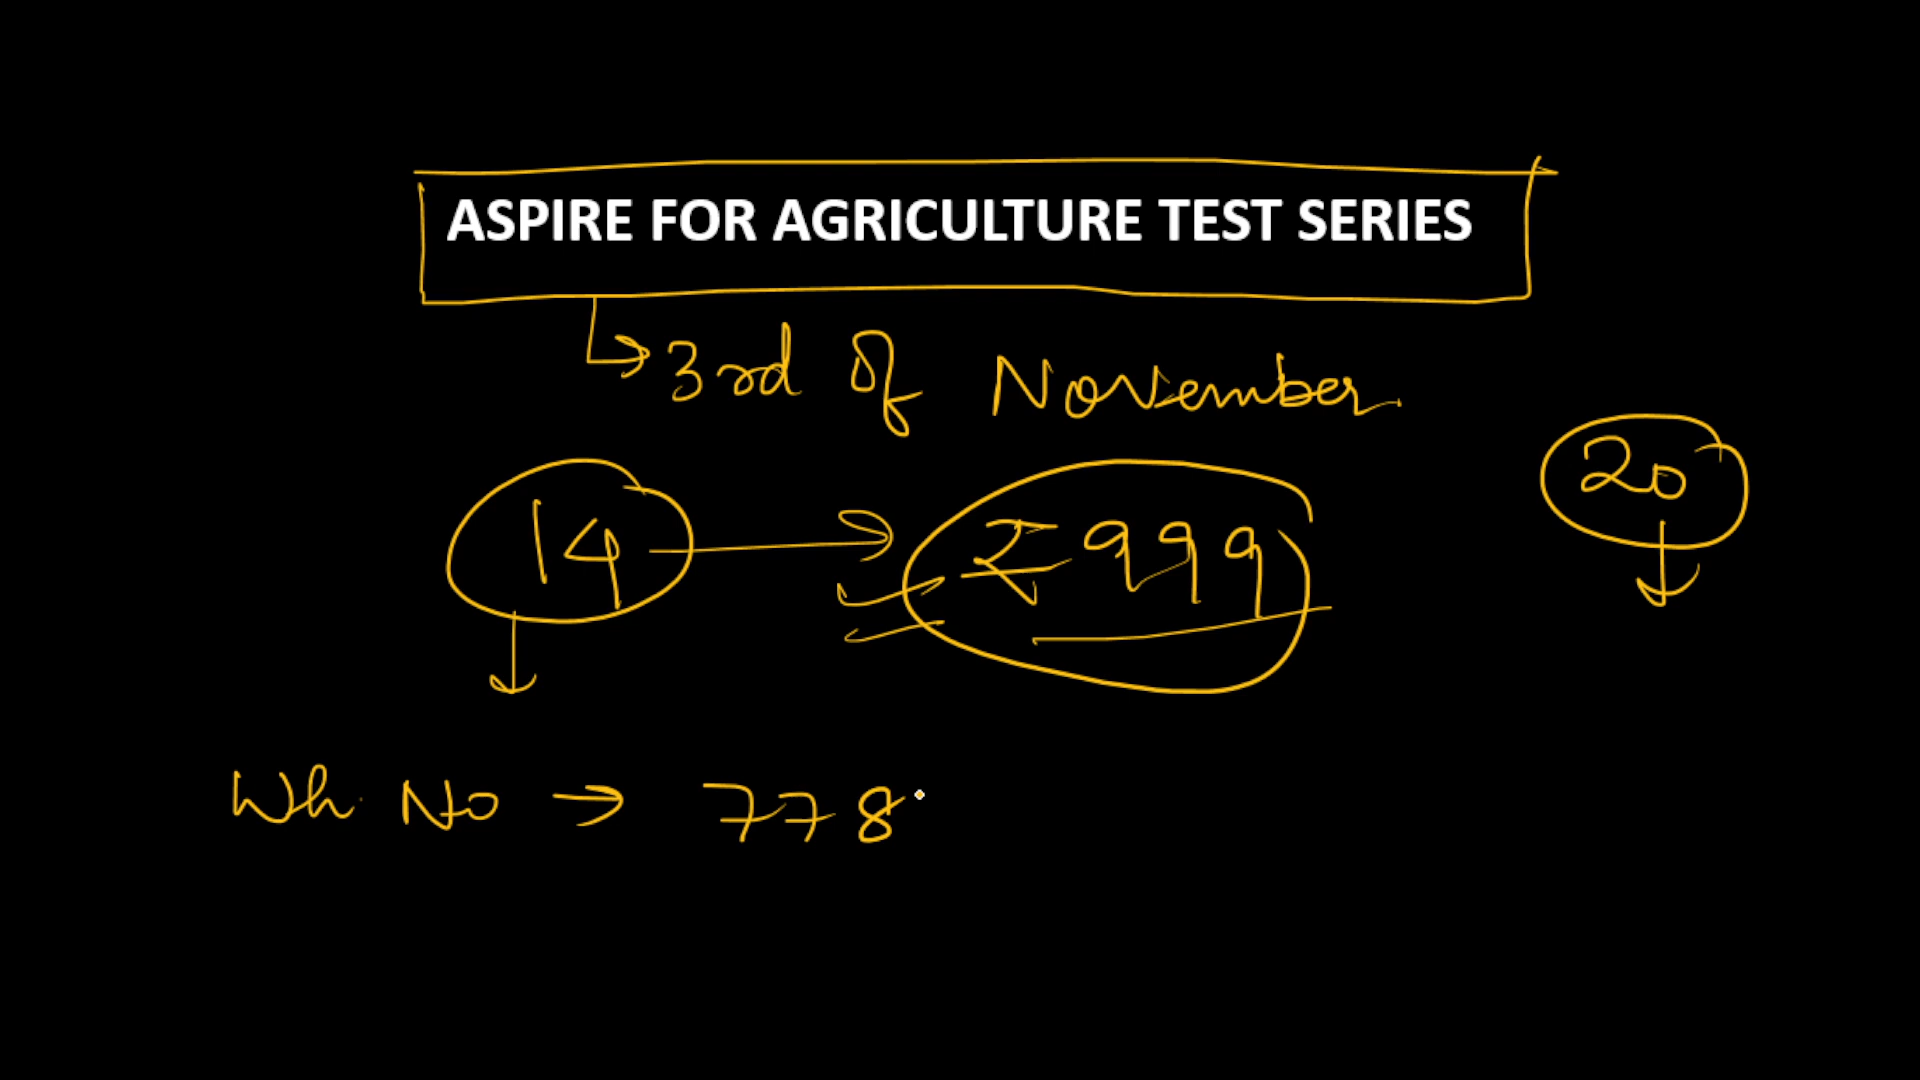 ASPIRE FOR AGRICULTURE TEST SERIES
3rd of November
20
14 → ₹999
Wh. No → 778